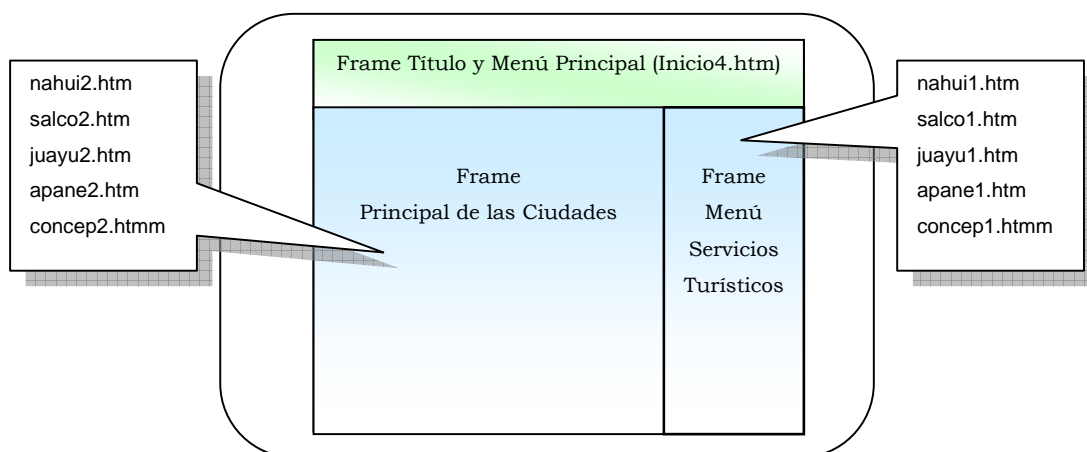 Frame Título y Menú Principal (Inicio4.htm)
nahui2.htm
salco2.htm
juayu2.htm
apane2.htm
concep2.htmm
Frame
Principal de las Ciudades
Frame
Menú
Servicios
Turísticos
nahui1.htm
salco1.htm
juayu1.htm
apane1.htm
concep1.htmm